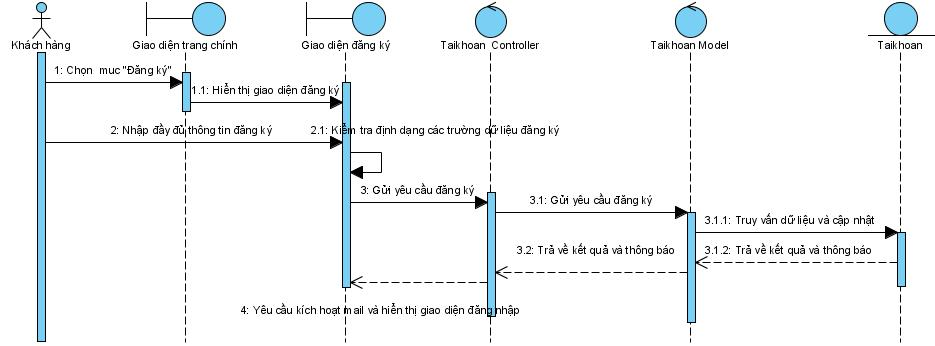 Khách hàng
Giao diện trang chính
Giao diện đăng ký
Taikhoan Controller
Taikhoan Model
Taikhoan
1: Chọn muc "Đăng ký"
1.1: Hiển thị giao diện đăng ký
2: Nhập đầy đủ thông tin đăng ký
2.1: Kiểm tra định dạng các trường dữ liệu đăng ký
3: Gửi yêu cầu đăng ký
3.1: Gửi yêu cầu đăng ký
3.1.1: Truy vấn dữ liệu và cập nhật
3.2: Trả về kết quả và thông báo
3.1.2: Trả về kết quả và thông báo
4: Yêu cầu kích hoạt mail và hiển thị giao diện đăng nhập